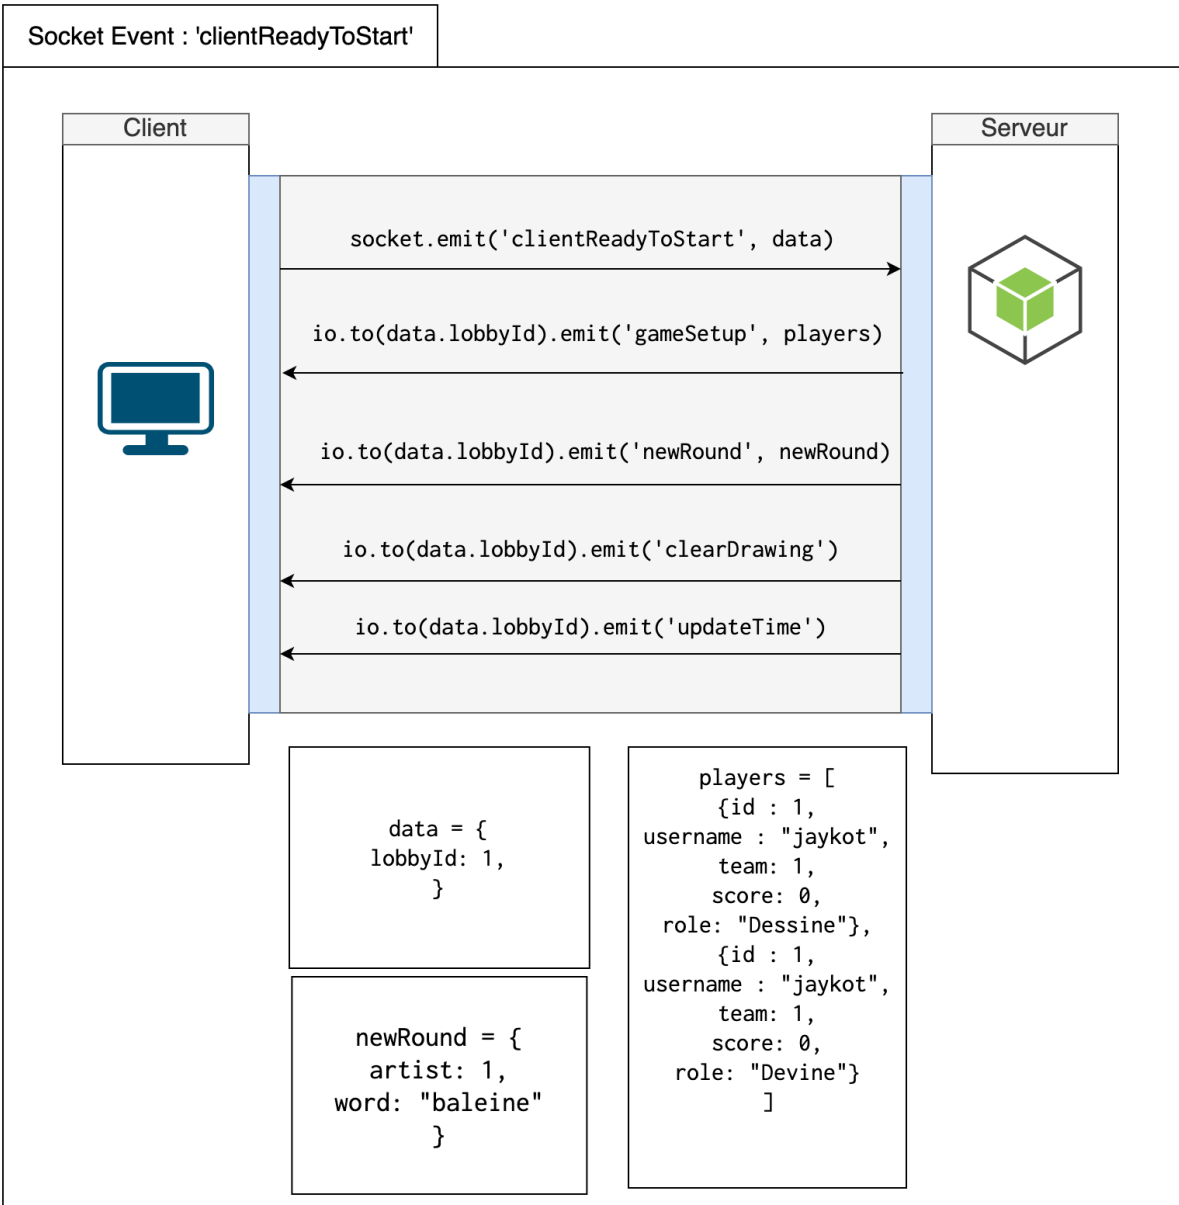 Socket Event : 'clientReadyToStart'
Client
Serveur
socket.emit('clientReadyToStart', data)
io.to(data.lobbyId).emit('gameSetup', players)
io.to(data.lobbyId).emit('newRound', newRound)
io.to(data.lobbyId).emit('clearDrawing')
io.to(data.lobbyId).emit('updateTime')
data = {
lobbyId: 1,
}
newRound = {
artist: 1,
word: "baleine"
}
players = [
{id : 1,
username : "jaykot",
team: 1,
score: 0,
role: "Dessine"},
{id : 1,
username : "jaykot",
team: 1,
score: 0,
role: "Devine"}
]